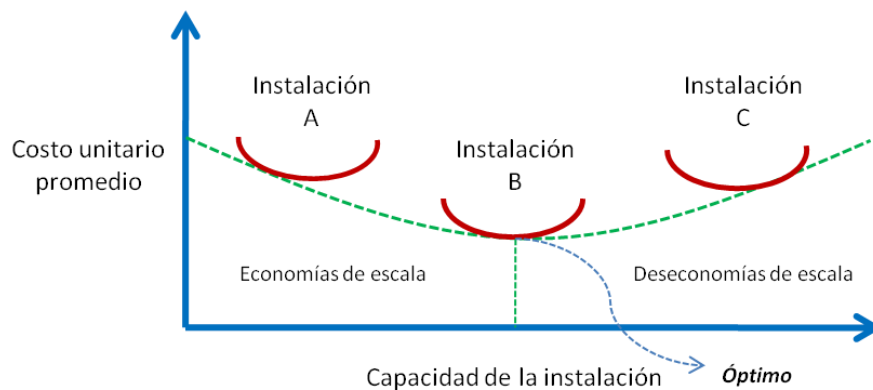 Instalación
A
Instalación
B
Instalación
C
Costo unitario
promedio
Economías de escala
Deseconomías de escala
Capacidad de la instalación
Óptimo